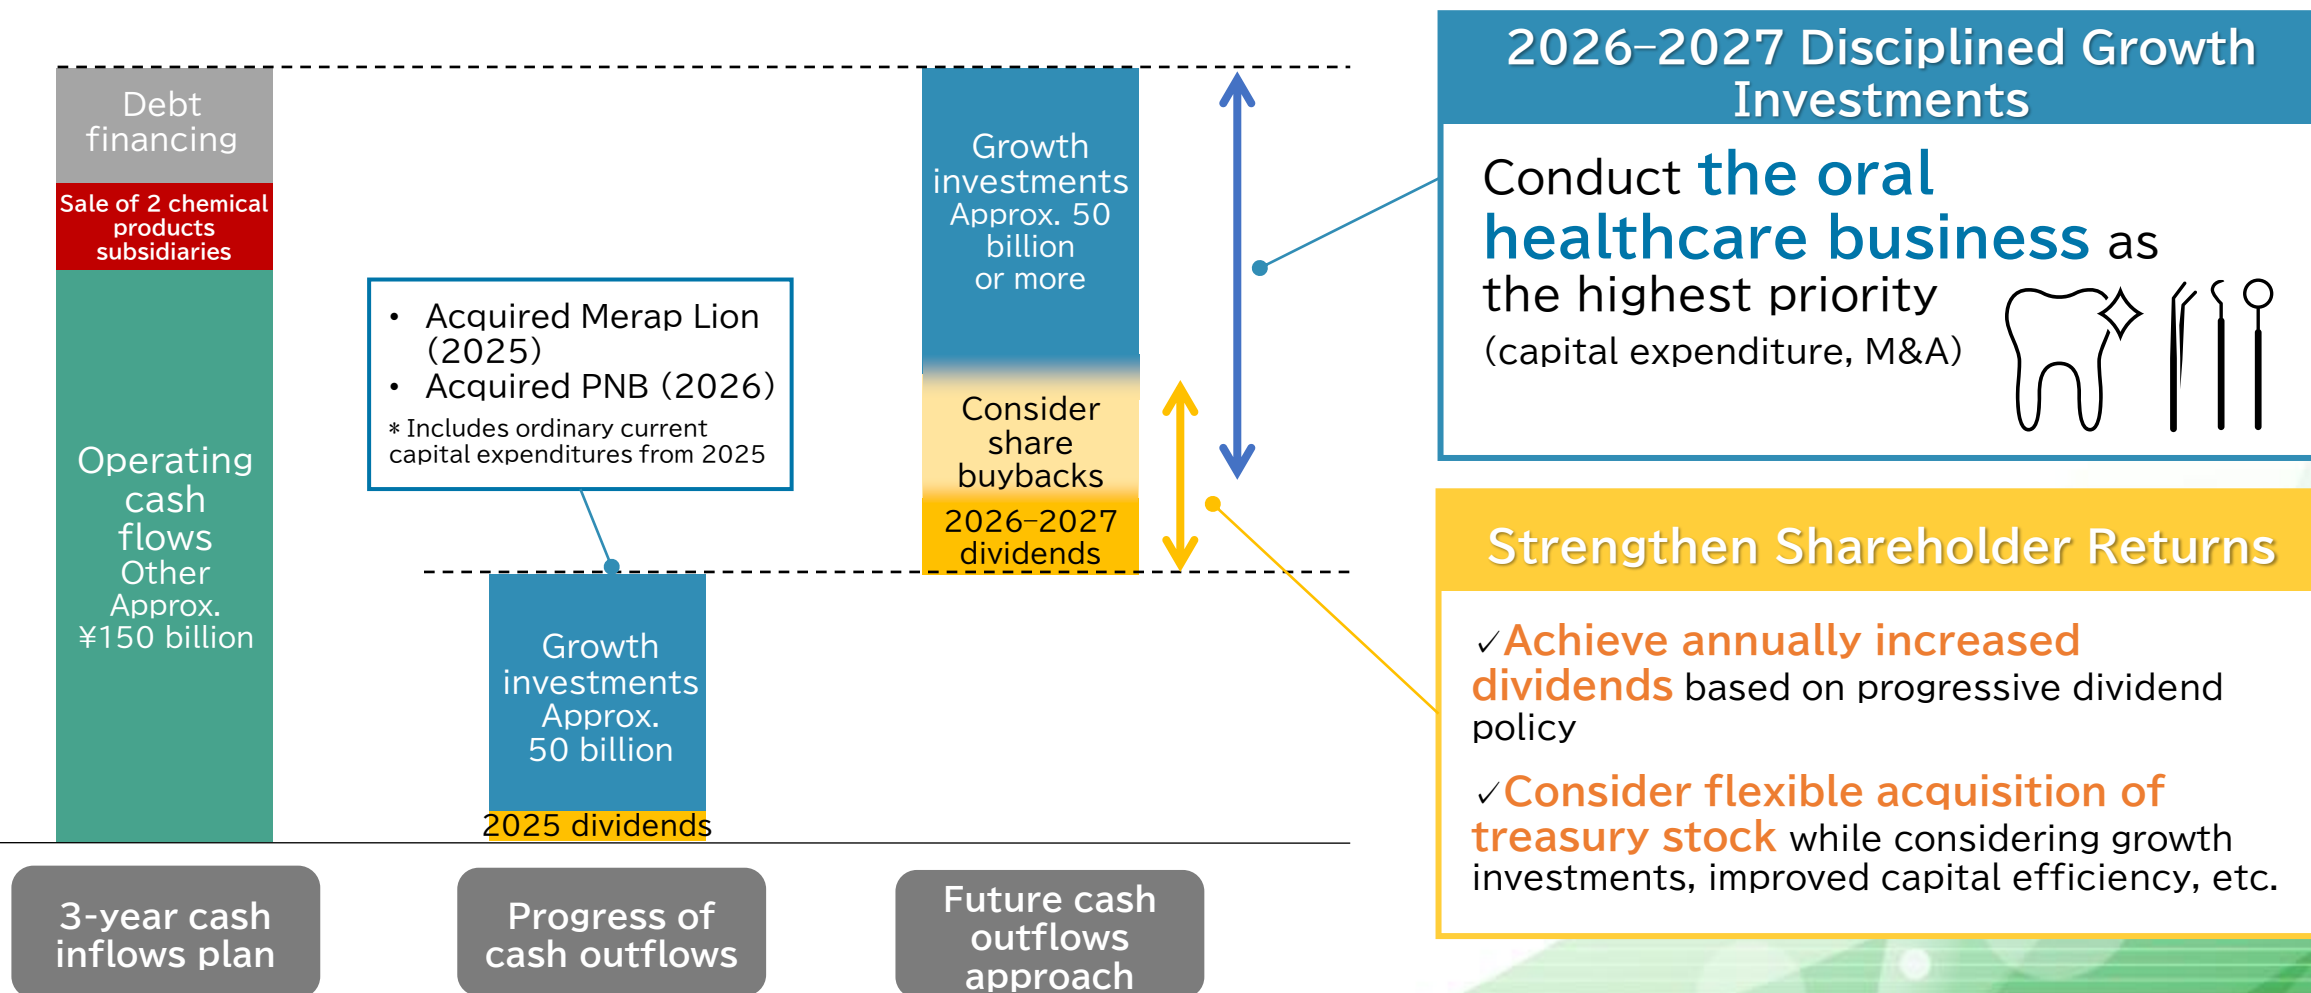 Debt
financing
Sale of 2 chemical
products
subsidiaries
Operating
cash
flows
Other
Approx.
¥150 billion
3-year cash
inflows plan
• Acquired Merap Lion
(2025)
• Acquired PNB (2026)
* Includes ordinary current
capital expenditures from 2025
Growth
investments
Approx.
50 billion
2025 dividends
Progress of
cash outflows
Growth
investments
Approx. 50
billion
or more
Consider
share
buybacks
2026–2027
dividends
Future cash
outflows
approach
2026–2027 Disciplined Growth
Investments
Conduct the oral
healthcare business as
the highest priority
(capital expenditure, M&A)
Strengthen Shareholder Returns
✓Achieve annually increased
dividends based on progressive dividend
policy
✓Consider flexible acquisition of
treasury stock while considering growth
investments, improved capital efficiency, etc.